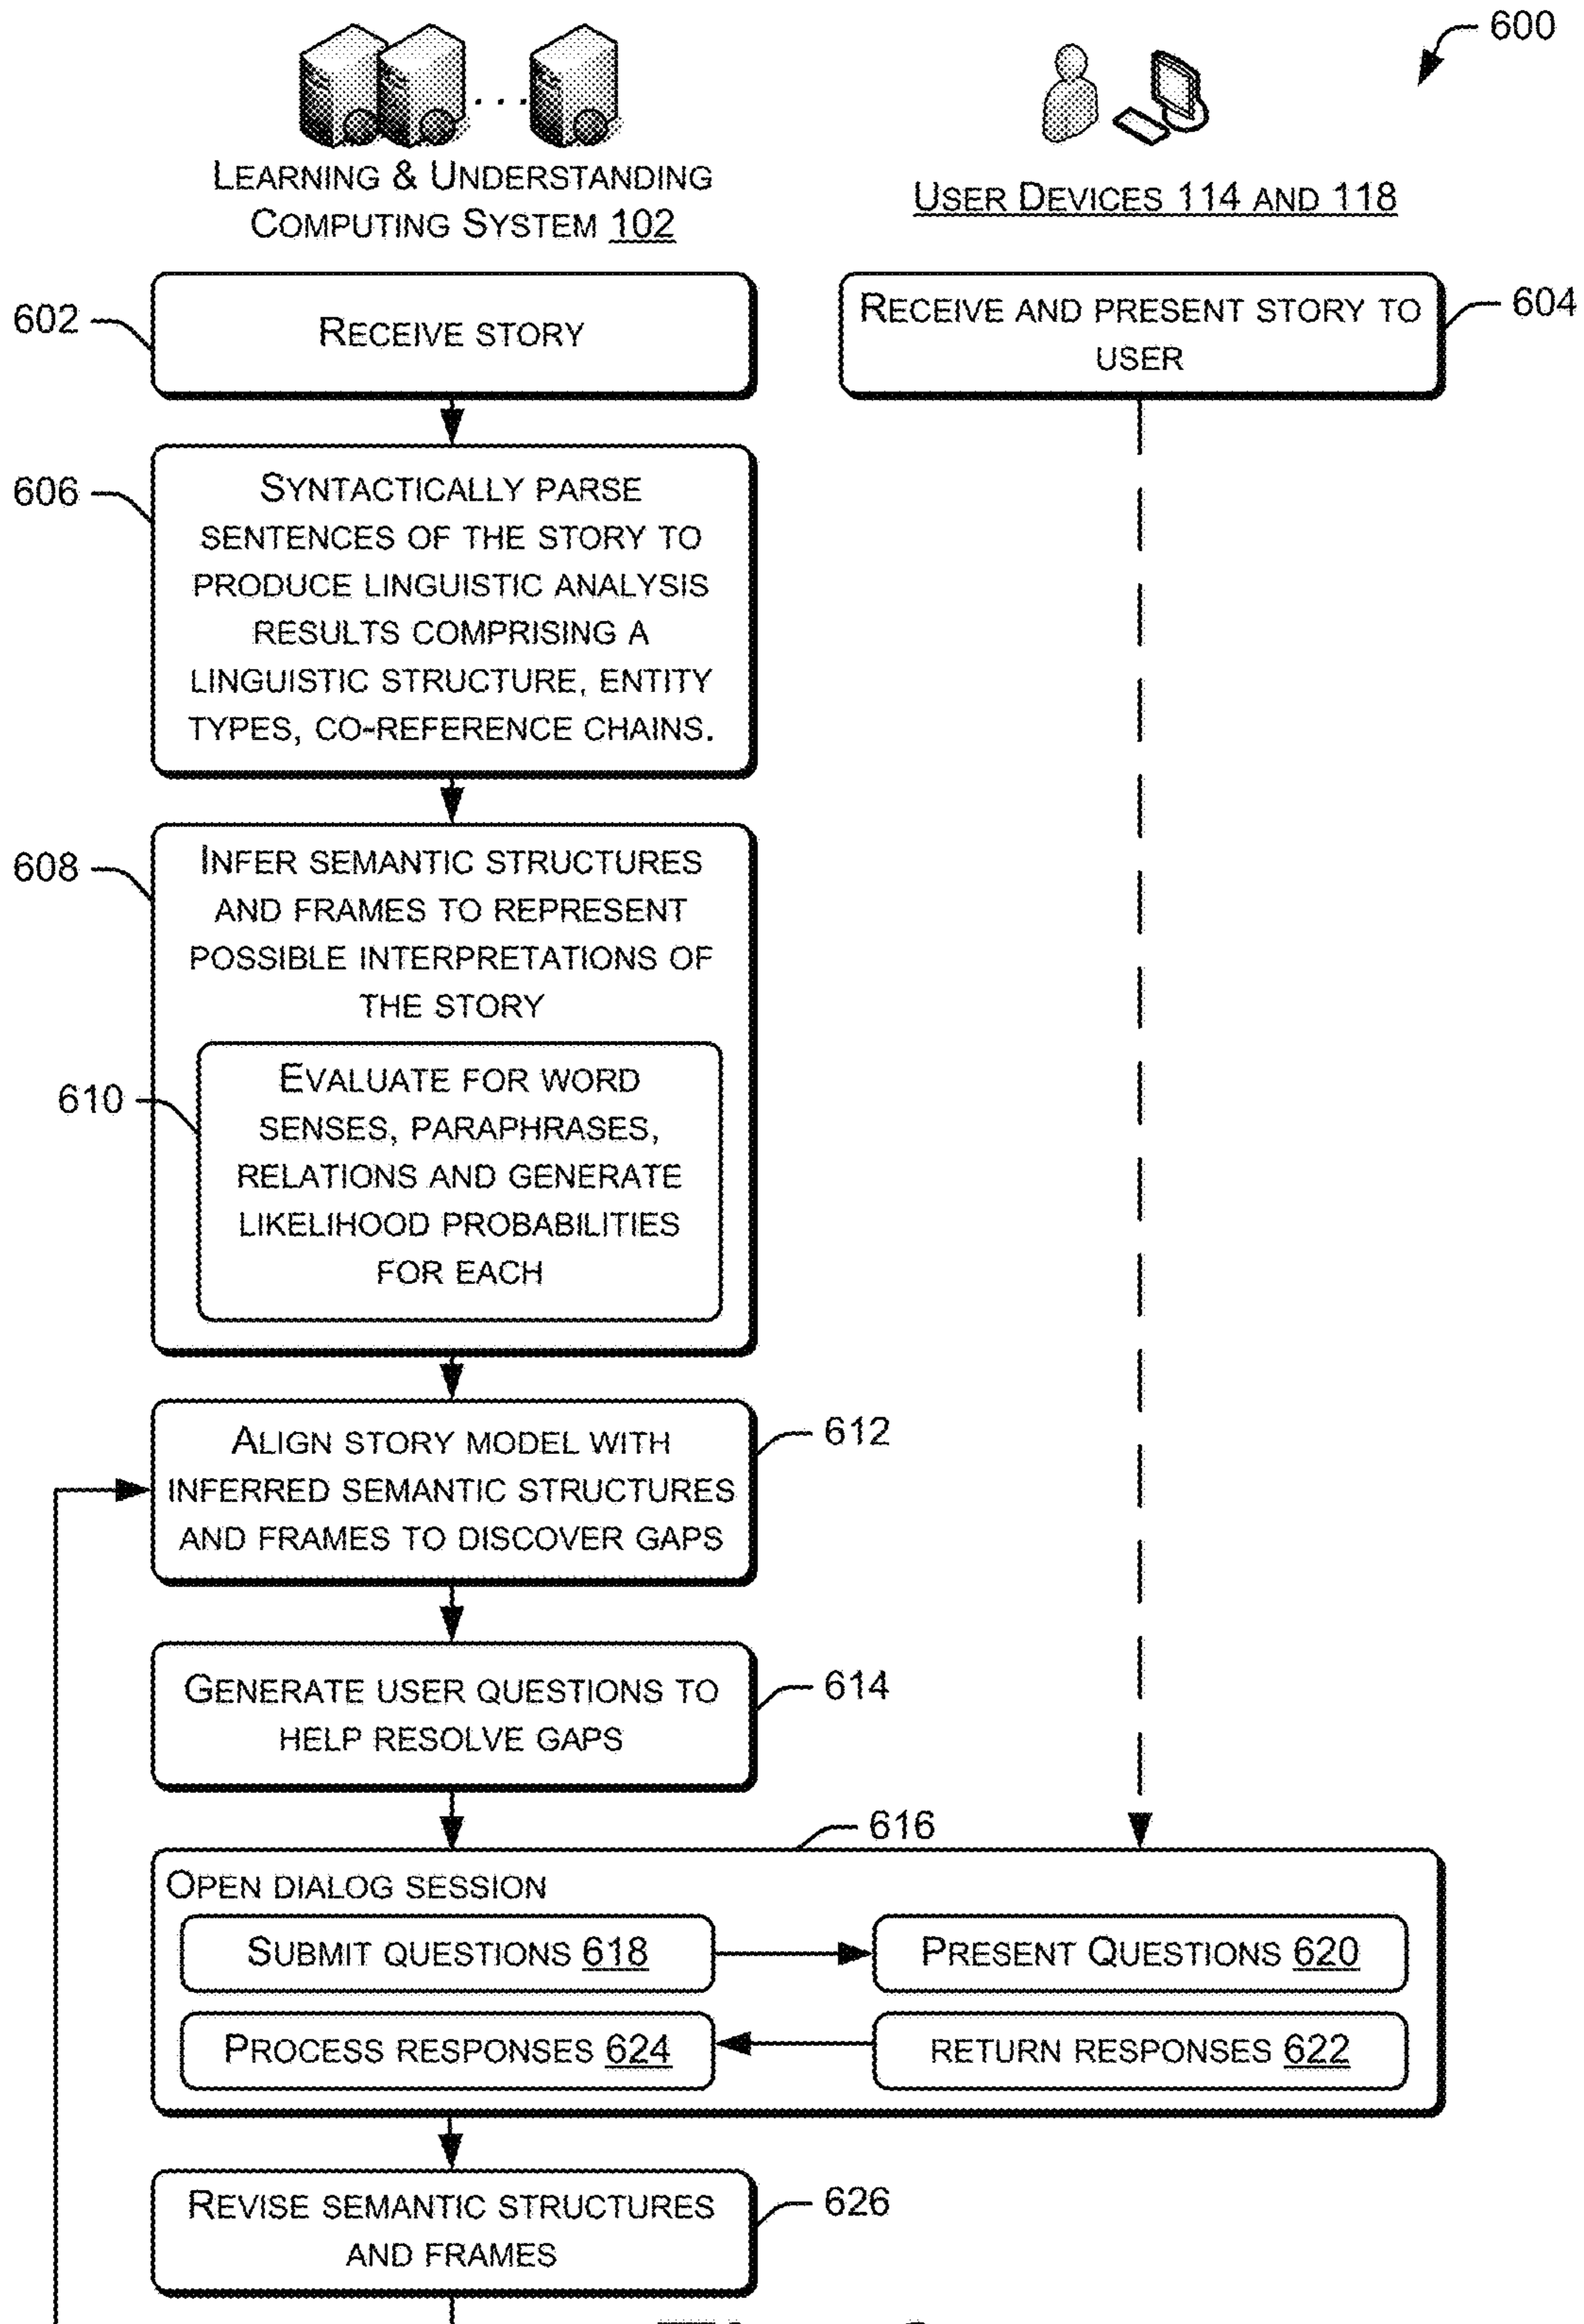 600
LEARNING & UNDERSTANDING
COMPUTING SYSTEM 102
USER DEVICES 114 AND 118
602
RECEIVE STORY
RECEIVE AND PRESENT STORY TO
USER
604
606
SYNTACTICALLY PARSE
SENTENCES OF THE STORY TO
PRODUCE LINGUISTIC ANALYSIS
RESULTS COMPRISING A
LINGUISTIC STRUCTURE, ENTITY
TYPES, CO-REFERENCE CHAINS.
608
INFER SEMANTIC STRUCTURES
AND FRAMES TO REPRESENT
POSSIBLE INTERPRETATIONS OF
THE STORY
610
EVALUATE FOR WORD
SENSES, PARAPHRASES,
RELATIONS AND GENERATE
LIKELIHOOD PROBABILITIES
FOR EACH
612
ALIGN STORY MODEL WITH
INFERRED SEMANTIC STRUCTURES
AND FRAMES TO DISCOVER GAPS
614
GENERATE USER QUESTIONS TO
HELP RESOLVE GAPS
616
OPEN DIALOG SESSION
SUBMIT QUESTIONS 618
PRESENT QUESTIONS 620
PROCESS RESPONSES 624
RETURN RESPONSES 622
626
REVISE SEMANTIC STRUCTURES
AND FRAMES